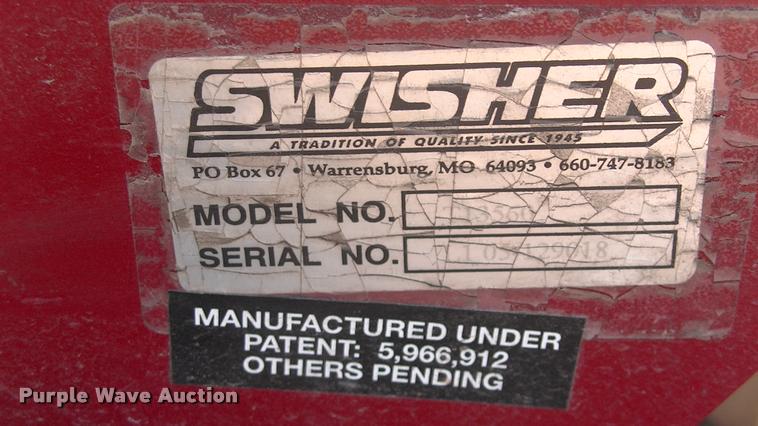 SWISHER
A TRADITION OF QUALITY SINCE 1945
PO Box 67 • Warrensburg, MO 64093 • 660-747-8183
MODEL NO.
SERIAL NO.
MANUFACTURED UNDER
PATENT: 5,966,912
OTHERS PENDING
Purple Wave Auction